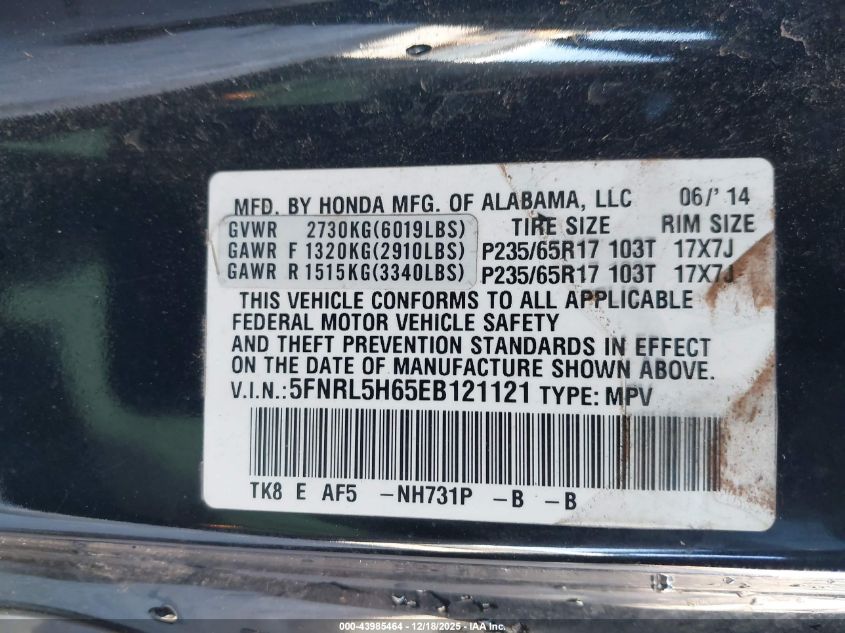 MFD. BY HONDA MFG. OF ALABAMA, LLC 06/' 14
GVWR 2730KG(6019LBS) TIRE SIZE RIM SIZE
GAWR F 1320KG(2910LBS) P235/65R17 103T 17X7J
GAWR R 1515KG(3340LBS) P235/65R17 103T 17X7J
THIS VEHICLE CONFORMS TO ALL APPLICABLE
FEDERAL MOTOR VEHICLE SAFETY
AND THEFT PREVENTION STANDARDS IN EFFECT
ON THE DATE OF MANUFACTURE SHOWN ABOVE.
V.I.N.: 5FNRL5H65EB121121 TYPE: MPV
TK8 E AF5 -NH731P -B -B
000-43985464 - 12/18/2025 - IAA Inc.